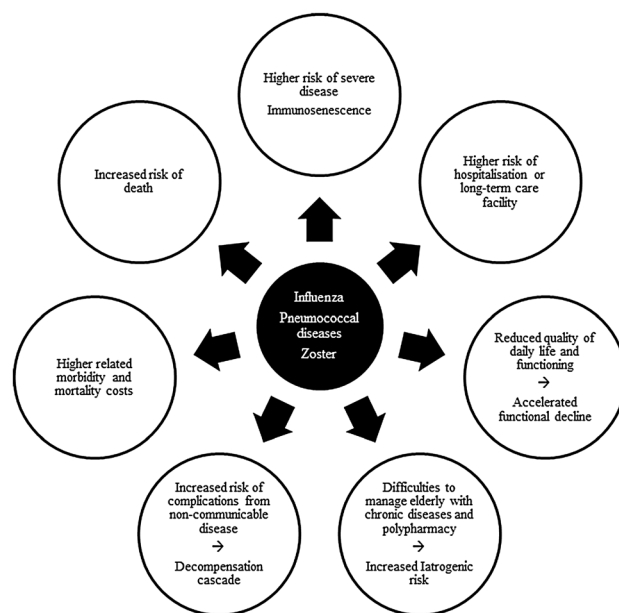 Higher risk of severe
disease
Immunosenescence
Increased risk of
death
Higher risk of
hospitalisation or
long-term care
facility
Influenza
Pneumococcal
diseases
Zoster
Higher related
morbidity and
mortality costs
Reduced quality of
daily life and
functioning
→
Accelerated
functional decline
Increased risk of
complications from
non-communicable
disease
→
Decompensation
cascade
Difficulties to
manage elderly with
chronic diseases and
polypharmacy
→
Increased Iatrogenic
risk